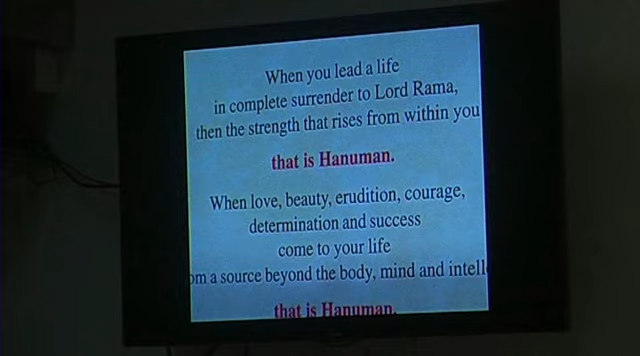 When you lead a life
in complete surrender to Lord Rama,
then the strength that rises from within you
that is Hanuman.
When love, beauty, erudition, courage,
determination and success
come to your life
om a source beyond the body, mind and intell
that is Hanuman.